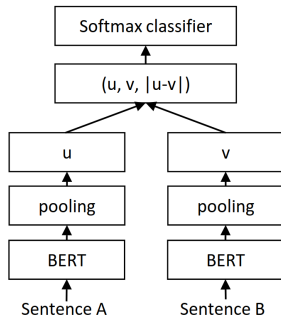 Softmax classifier
(u, v, |u-v|)
u v
pooling pooling
BERT BERT
Sentence A Sentence B